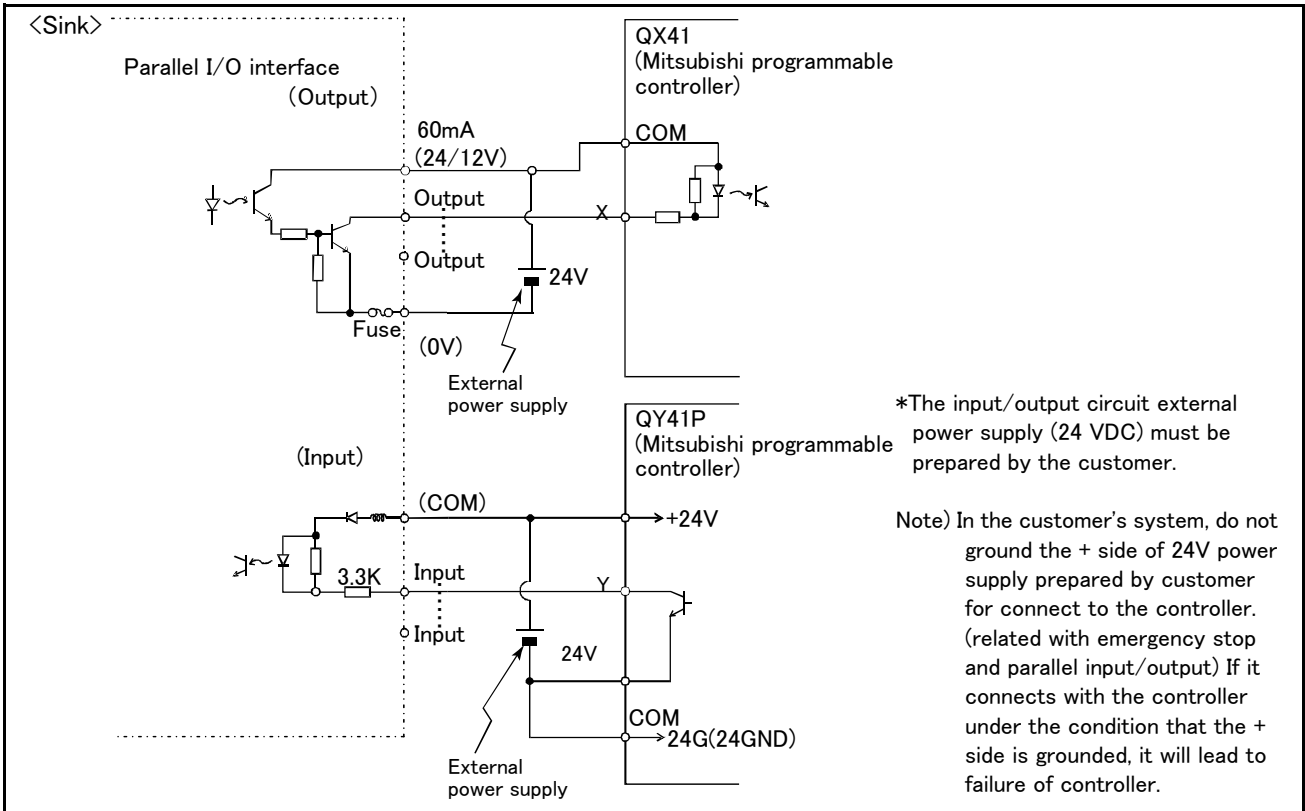 <Sink>
Parallel I/O interface
(Output)
QX41
(Mitsubishi programmable
controller)
60mA
(24/12V)
COM
Output
X
Output
24V
Fuse
(0V)
External
power supply
QY41P
(Mitsubishi programmable
controller)
(Input)
(COM)
+24V
3.3K
Input
Y
Input
24V
COM
24G(24GND)
External
power supply
*The input/output circuit external
power supply (24 VDC) must be
prepared by the customer.
Note) In the customer's system, do not
ground the + side of 24V power
supply prepared by customer
for connect to the controller.
(related with emergency stop
and parallel input/output) If it
connects with the controller
under the condition that the +
side is grounded, it will lead to
failure of controller.